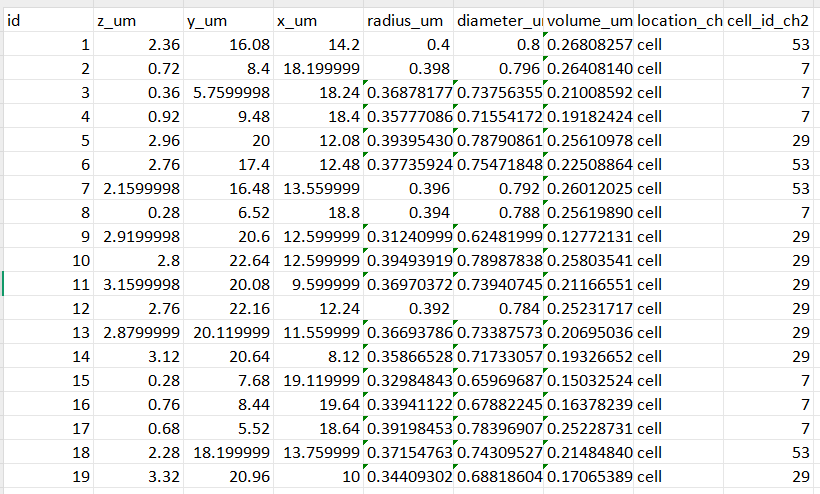 id z_um y_um x_um radius_um diameter_u volume_um location_ch cell_id_ch2
1 2.36 16.08 14.2 0.4 0.8 0.26808257 cell 53
2 0.72 8.4 18.199999 0.398 0.796 0.26408140 cell 7
3 0.36 5.7599998 18.24 0.36878177 0.73756355 0.21008592 cell 7
4 0.92 9.48 18.4 0.35777086 0.71554172 0.19182424 cell 7
5 2.96 20 12.08 0.39395430 0.78790861 0.25610978 cell 29
6 2.76 17.4 12.48 0.37735924 0.75471848 0.22508864 cell 53
7 2.1599998 16.48 13.559999 0.396 0.792 0.26012025 cell 53
8 0.28 6.52 18.8 0.394 0.788 0.25619890 cell 7
9 2.9199998 20.6 12.599999 0.31240999 0.62481999 0.12772131 cell 29
10 2.8 22.64 12.599999 0.39493919 0.78987838 0.25803541 cell 29
11 3.1599998 20.08 9.599999 0.36970372 0.73940745 0.21166551 cell 29
12 2.76 22.16 12.24 0.392 0.784 0.25231717 cell 29
13 2.8799999 20.119999 11.559999 0.36693786 0.73387573 0.20695036 cell 29
14 3.12 20.64 8.12 0.35866528 0.71733057 0.19326652 cell 29
15 0.28 7.68 19.119999 0.32984843 0.65969687 0.15032524 cell 7
16 0.76 8.44 19.64 0.33941122 0.67882245 0.16378239 cell 7
17 0.68 5.52 18.64 0.39198453 0.78396907 0.25228731 cell 7
18 2.28 18.199999 13.759999 0.37154763 0.74309527 0.21484840 cell 53
19 3.32 20.96 10 0.34409302 0.68818604 0.17065389 cell 29